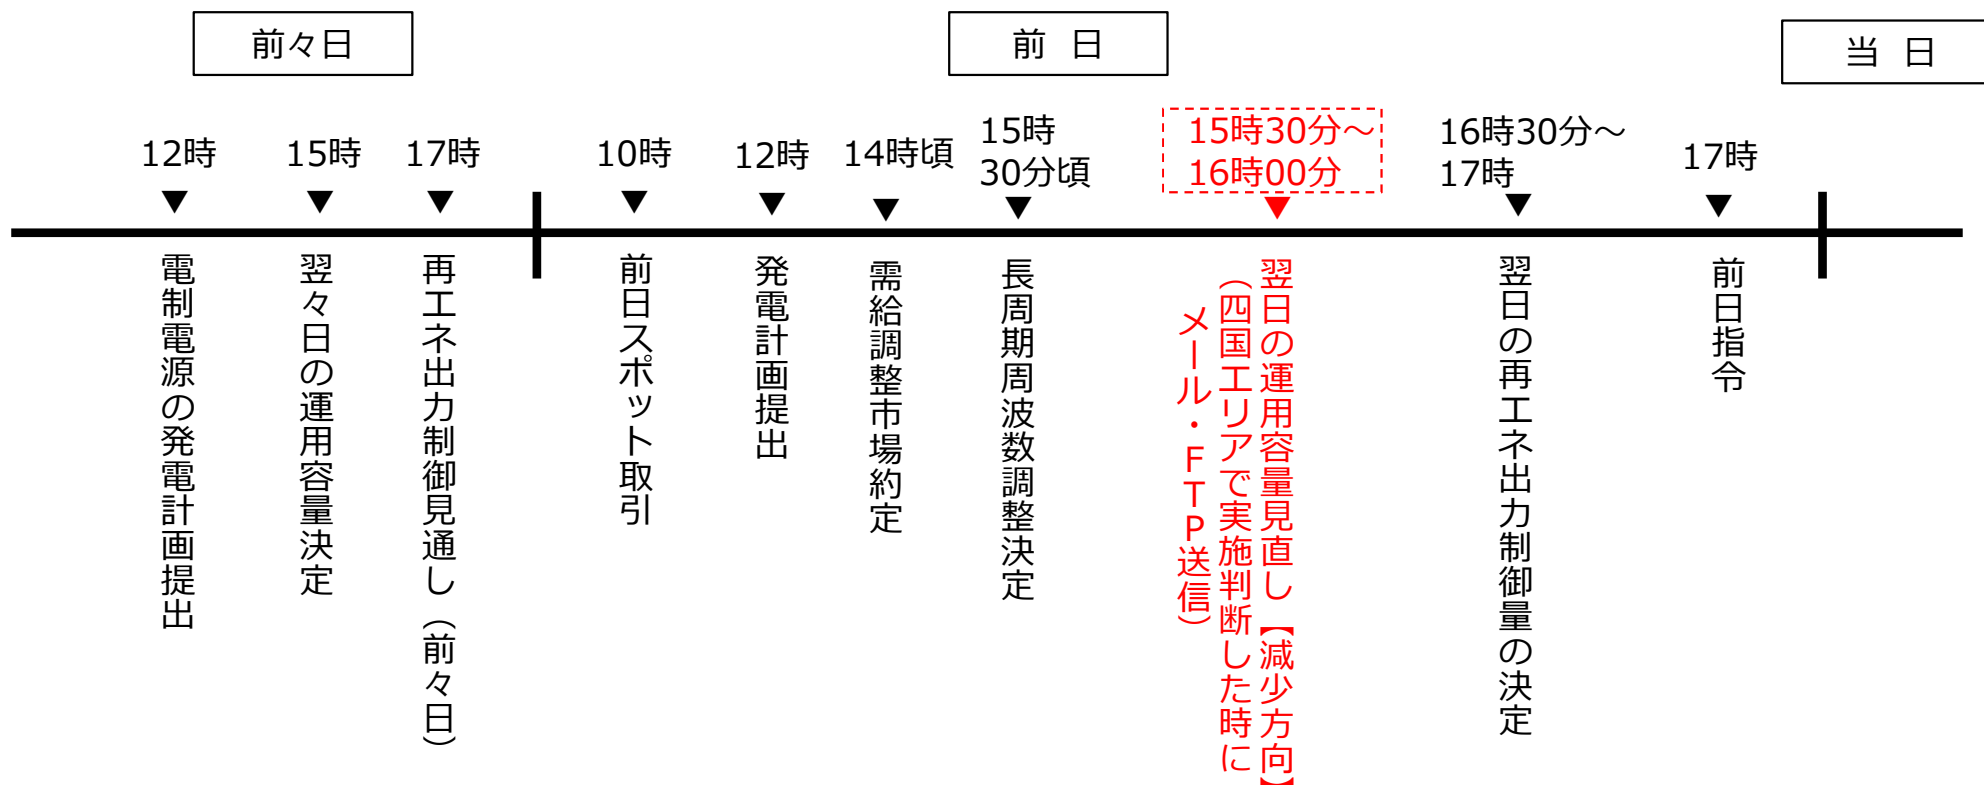 前々日
前 日
当 日
12時
15時
17時
10時
12時
14時頃
15時
30分頃
15時30分～
16時00分
16時30分～
17時
17時
電制電源の発電計画提出
翌々日の運用容量決定
再エネ出力制御見通し（前々日）
前日スポット取引
発電計画提出
需給調整市場約定
長周期周波数調整決定
翌日の運用容量見直し【減少方向】
（四国エリアで実施判断した時に
メール・ＦＴＰ送信）
翌日の再エネ出力制御量の決定
前日指令